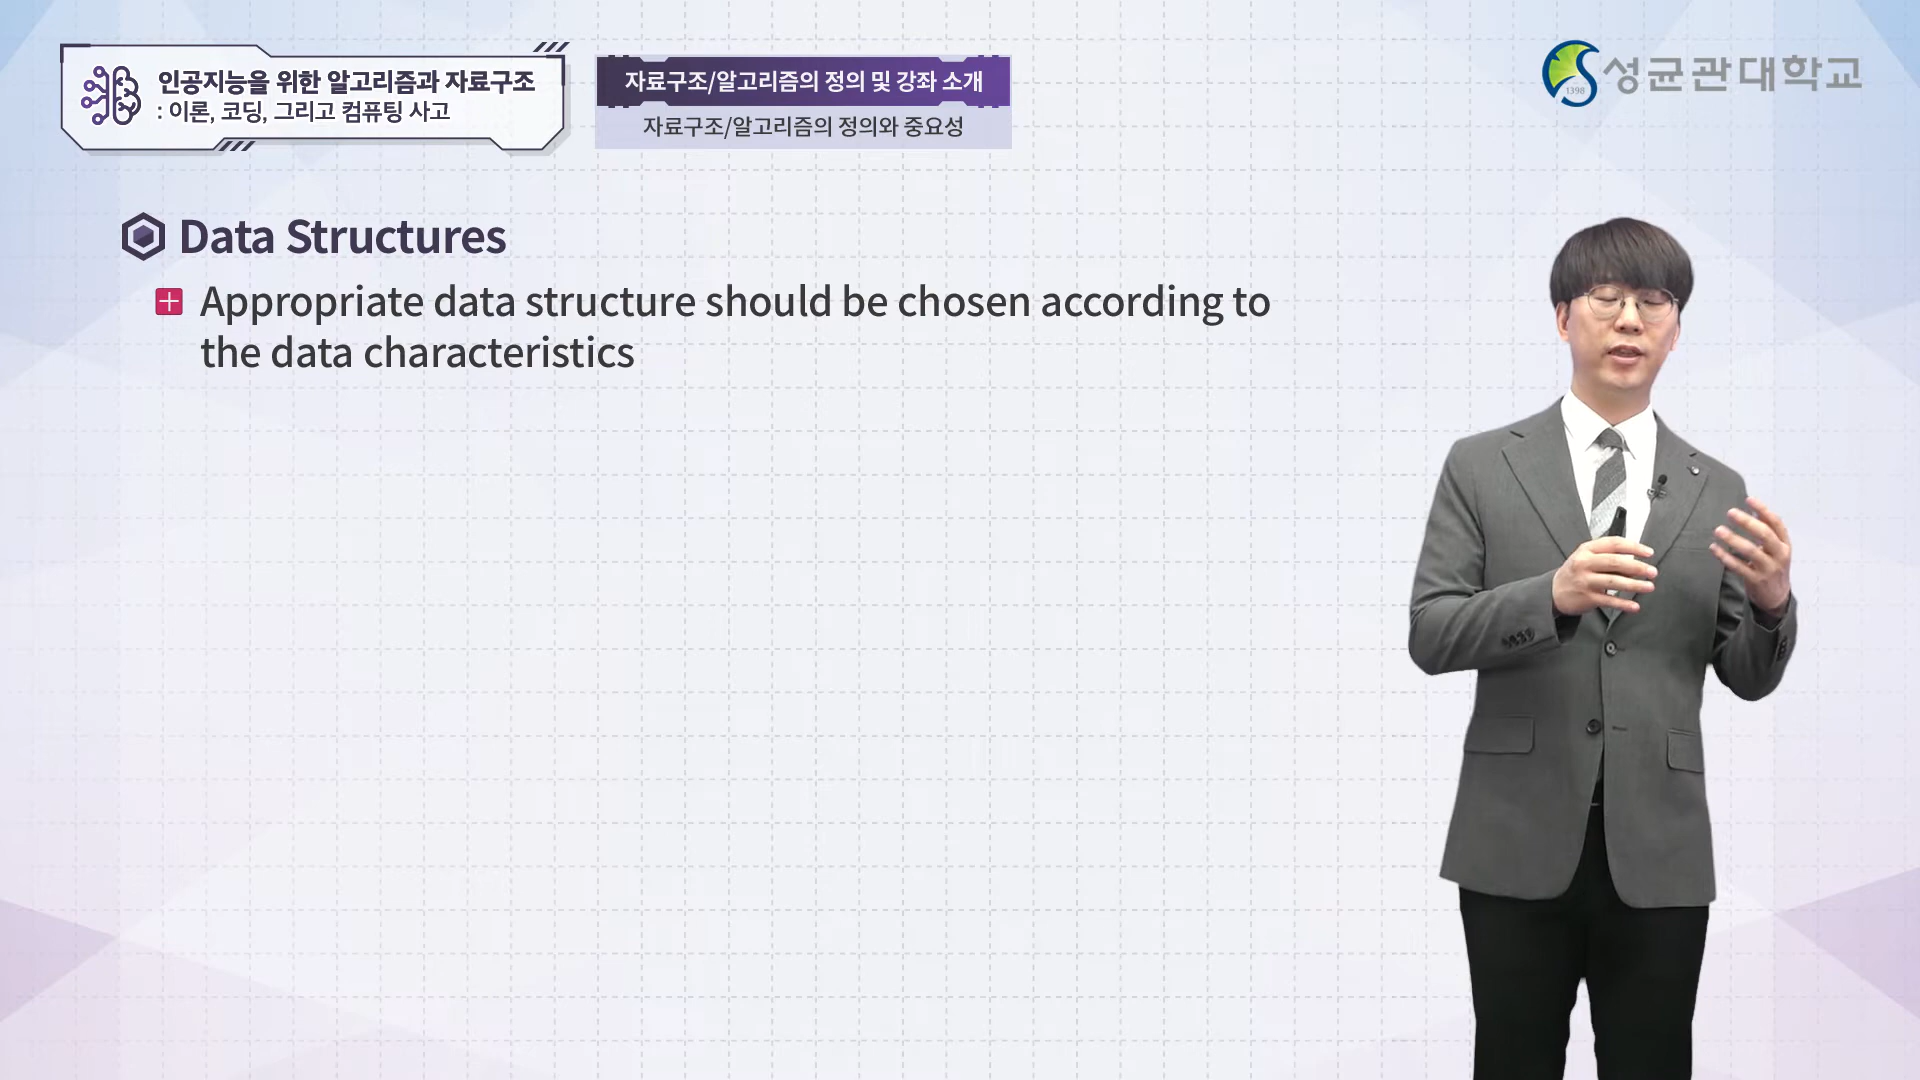 인공지능을 위한 알고리즘과 자료구조
: 이론, 코딩, 그리고 컴퓨팅 사고
자료구조/알고리즘의 정의 및 강좌 소개
자료구조/알고리즘의 정의와 중요성
1398
성균관대학교
Data Structures
Appropriate data structure should be chosen according to
the data characteristics